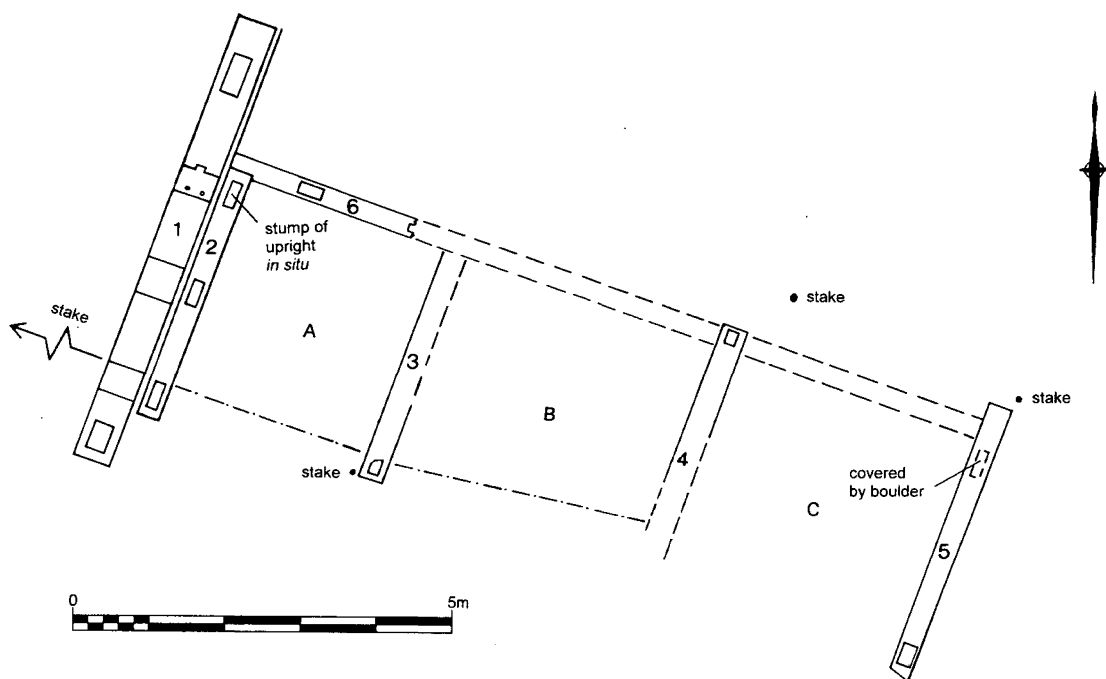 1
2
6
stump of
upright
in situ
stake
A
3
stake
B
4
stake
stake
covered
by boulder
C
5
0
5m